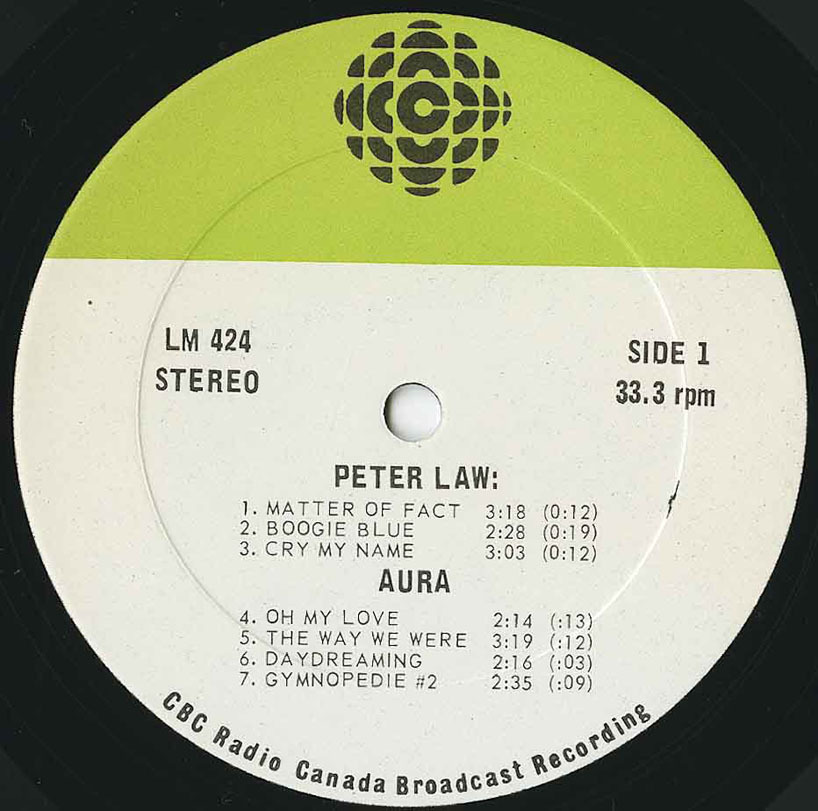 LM 424
STEREO
SIDE 1
33.3 rpm
PETER LAW:
1. MATTER OF FACT 3:18 (0:12)
2. BOOGIE BLUE 2:28 (0:19)
3. CRY MY NAME 3:03 (0:12)
AURA
4. OH MY LOVE 2:14 (:13)
5. THE WAY WE WERE 3:19 (:12)
6. DAYDREAMING 2:16 (:03)
7. GYMNOPEDIE #2 2:35 (:09)
CBC Radio Canada Broadcast Recording